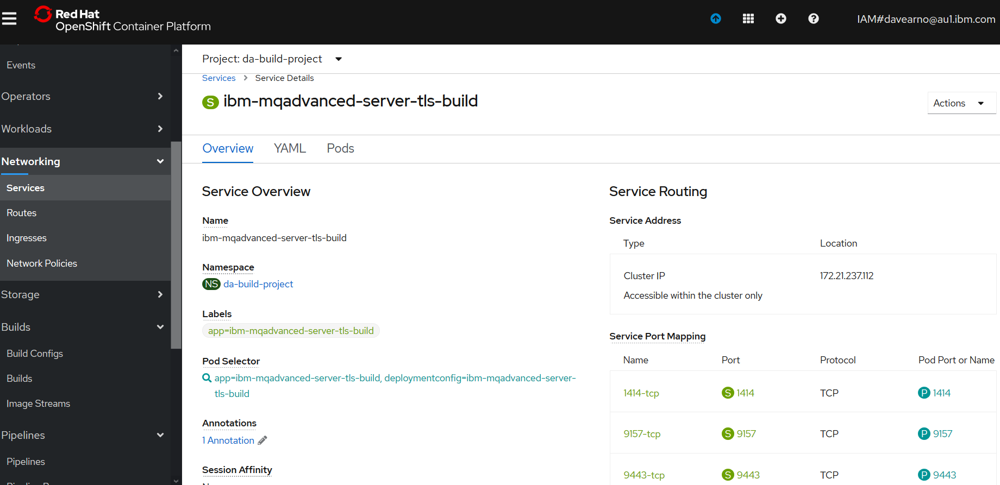 Red Hat
OpenShift Container Platform
IAM#davearno@au1.ibm.com
Events
Operators
Workloads
Networking
Services
Routes
Ingresses
Network Policies
Storage
Builds
Build Configs
Builds
Image Streams
Pipelines
Pipelines
Project: da-build-project
Services > Service Details
S ibm-mqadvanced-server-tls-build
Actions
Overview YAML Pods
Service Overview
Name
ibm-mqadvanced-server-tls-build
Namespace
NS da-build-project
Labels
app=ibm-mqadvanced-server-tls-build
Pod Selector
app=ibm-mqadvanced-server-tls-build, deploymentconfig=ibm-mqadvanced-server-
tls-build
Annotations
1 Annotation
Session Affinity
Service Routing
Service Address
Type Location
Cluster IP 172.21.237.112
Accessible within the cluster only
Service Port Mapping
Name Port Protocol Pod Port or Name
1414-tcp S 1414 TCP P 1414
9157-tcp S 9157 TCP P 9157
9443-tcp S 9443 TCP P 9443